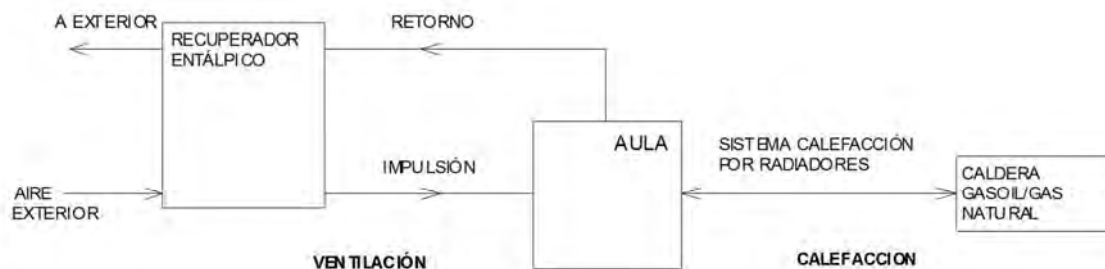 A EXTERIOR
RECUPERADOR
ENTÁLPICO
RETORNO
AULA
SISTEMA CALEFACCIÓN
POR RADIADORES
IMPULSIÓN
CALDERA
GASOIL/GAS
NATURAL
AIRE
EXTERIOR
VENTILACIÓN
CALEFACCION